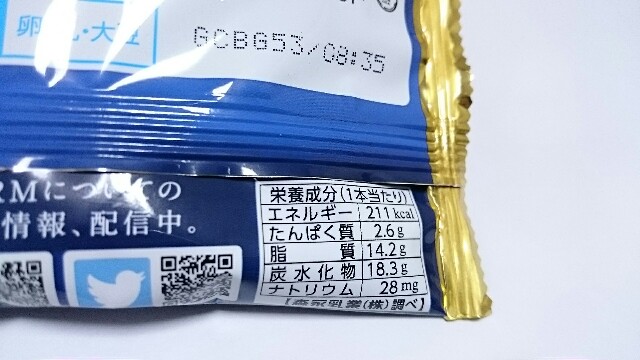 卵・乳・大豆
GCBG53/08:35
RMについての
情報、配信中。
栄養成分(1本当たり)
エネルギー 211kcal
たんぱく質 2.6g
脂質 14.2g
炭水化物 18.3g
ナトリウム 28mg
【森永乳業(株)調べ】